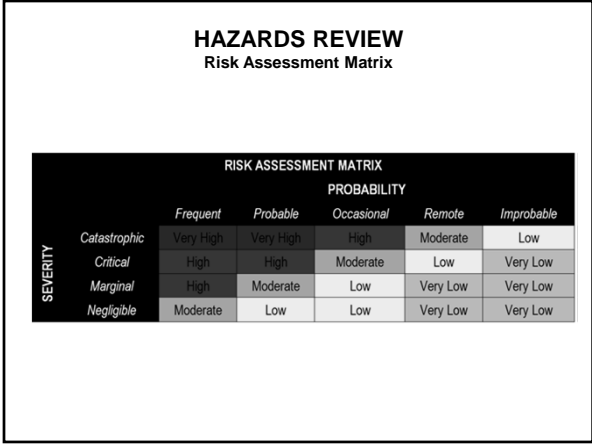 HAZARDS REVIEW
Risk Assessment Matrix
RISK ASSESSMENT MATRIX
PROBABILITY
Frequent Probable Occasional Remote Improbable
SEVERITY
Catastrophic Very High Very High High Moderate Low
Critical High High Moderate Low Very Low
Marginal High Moderate Low Very Low Very Low
Negligible Moderate Low Low Very Low Very Low